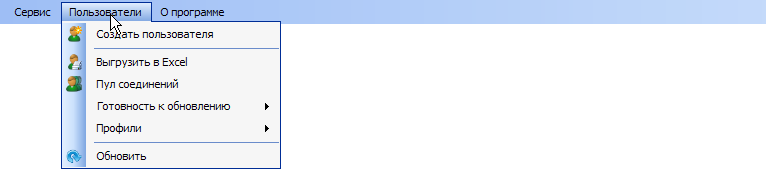 Сервис Пользователи О программе
Создать пользователя
Выгрузить в Excel
Пул соединений
Готовность к обновлению
Профили
Обновить